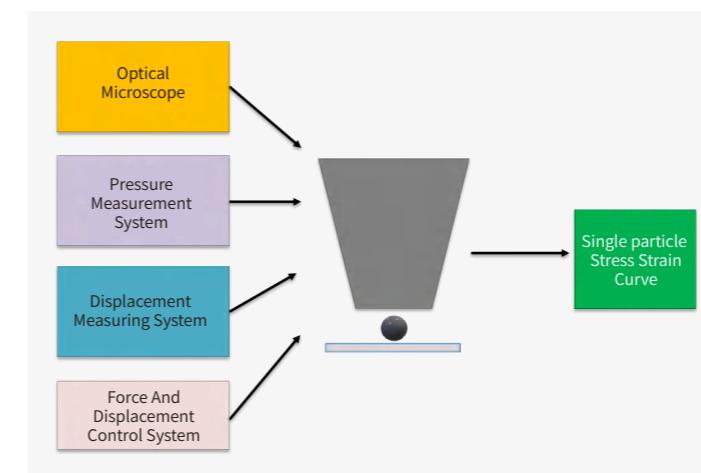 Optical
Microscope
Pressure
Measurement
System
Displacement
Measuring System
Force And
Displacement
Control System
Single particle
Stress Strain
Curve